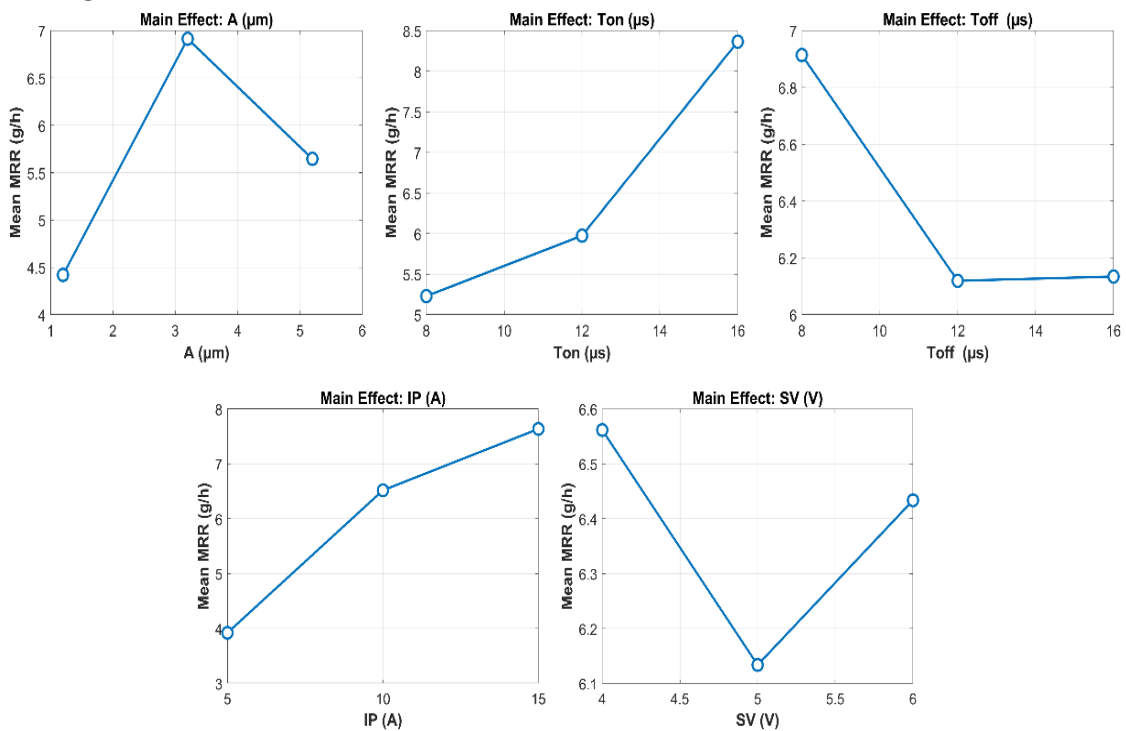 Main Effect: A (µm)
Mean MRR (g/h)
7
6.5
6
5.5
5
4.5
4
1 2 3 4 5 6
A (µm)
Main Effect: Ton (µs)
Mean MRR (g/h)
8.5
8
7.5
7
6.5
6
5.5
5
8 10 12 14 16
Ton (µs)
Main Effect: Toff (µs)
Mean MRR (g/h)
7
6.8
6.6
6.4
6.2
6
8 10 12 14 16
Toff (µs)
Main Effect: IP (A)
Mean MRR (g/h)
8
7
6
5
4
3
5 10 15
IP (A)
Main Effect: SV (V)
Mean MRR (g/h)
6.6
6.5
6.4
6.3
6.2
6.1
4 4.5 5 5.5 6
SV (V)